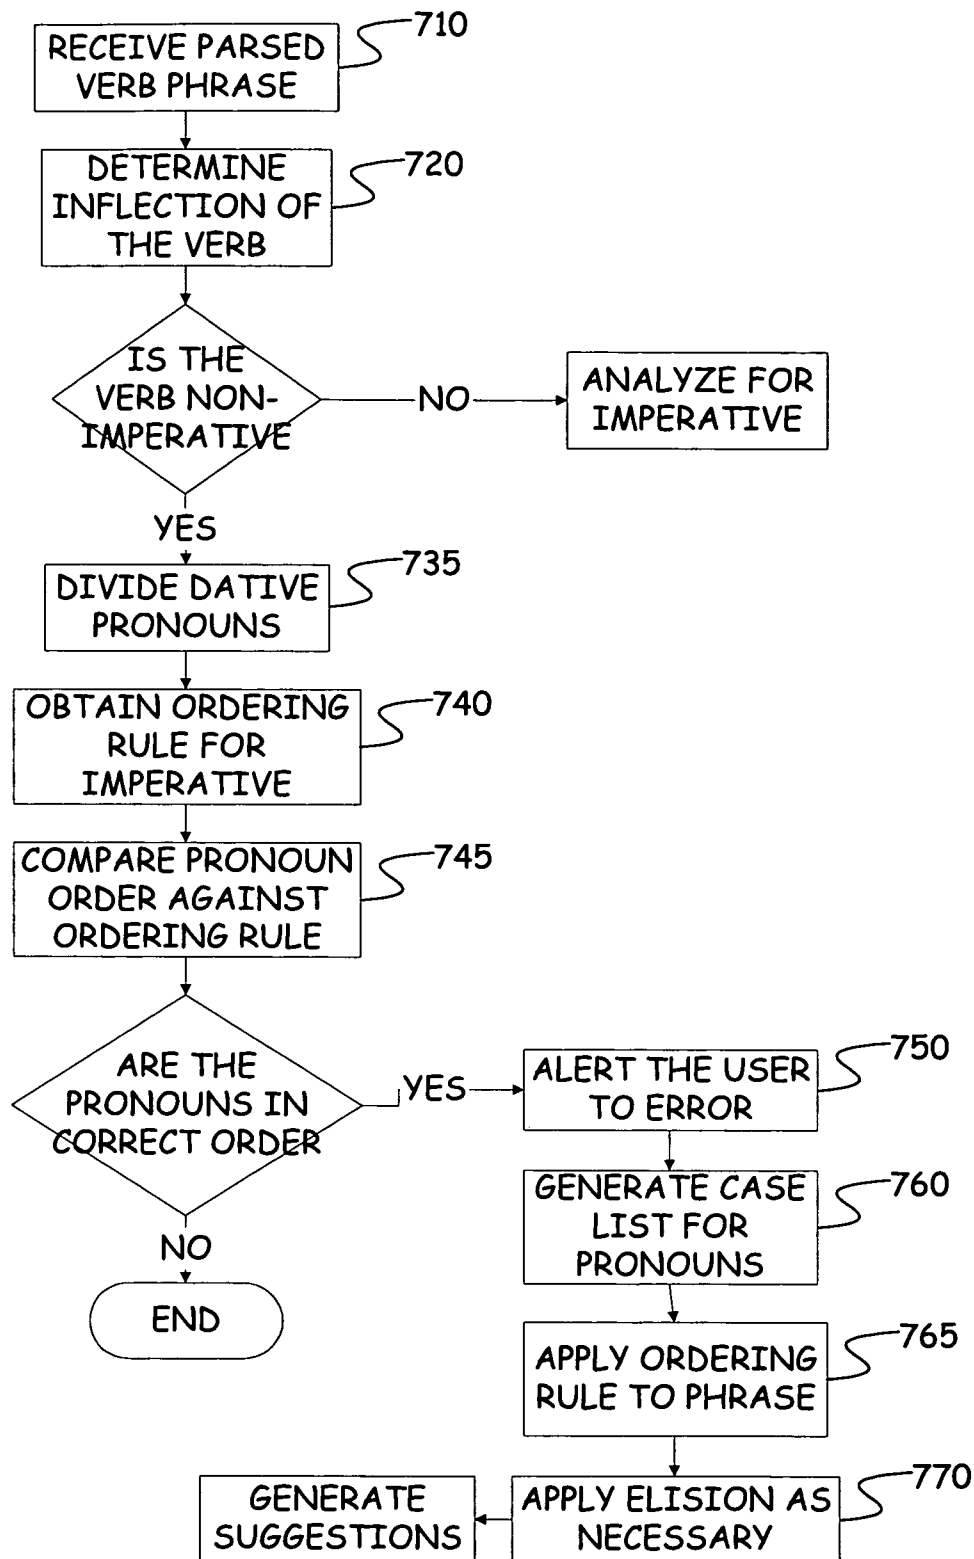 RECEIVE PARSED
VERB PHRASE
710
DETERMINE
INFLECTION OF
THE VERB
720
IS THE
VERB NON-
IMPERATIVE
NO
ANALYZE FOR
IMPERATIVE
YES
DIVIDE DATIVE
PRONOUNS
735
OBTAIN ORDERING
RULE FOR
IMPERATIVE
740
COMPARE PRONOUN
ORDER AGAINST
ORDERING RULE
745
ARE THE
PRONOUNS IN
CORRECT ORDER
YES
NO
END
ALERT THE USER
TO ERROR
750
GENERATE CASE
LIST FOR
PRONOUNS
760
APPLY ORDERING
RULE TO PHRASE
765
APPLY ELISION AS
NECESSARY
770
GENERATE
SUGGESTIONS